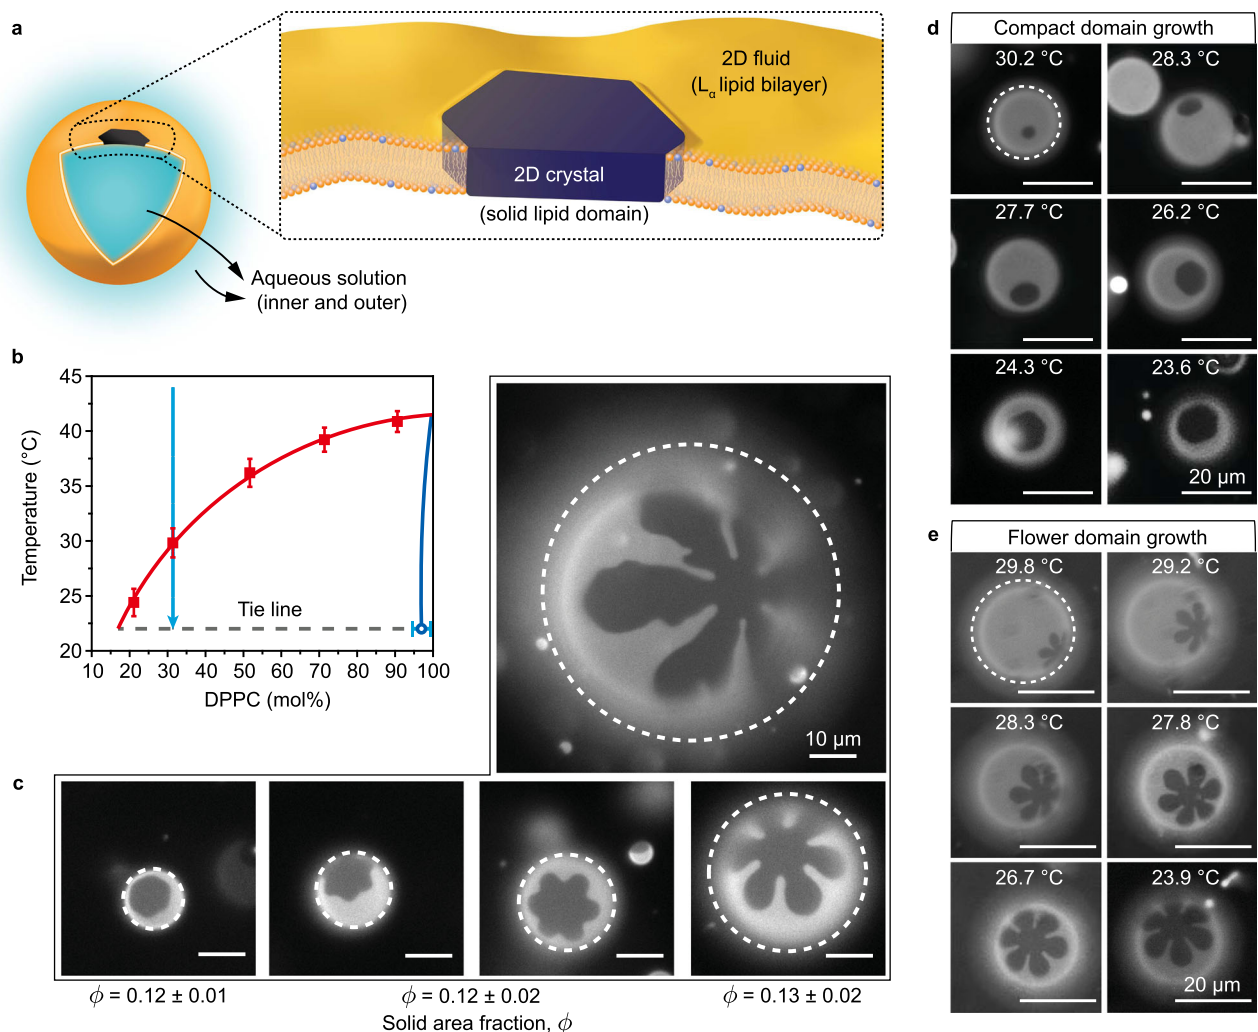 a
2D fluid
(Lα lipid bilayer)
2D crystal
(solid lipid domain)
Aqueous solution
(inner and outer)
b
Temperature (°C)
45
40
35
30
25
20
Tie line
10 20 30 40 50 60 70 80 90 100
DPPC (mol%)
10 µm
c
ϕ = 0.12 ± 0.01
ϕ = 0.12 ± 0.02
ϕ = 0.13 ± 0.02
Solid area fraction, ϕ
d
Compact domain growth
30.2 °C
28.3 °C
27.7 °C
26.2 °C
24.3 °C
23.6 °C
20 µm
e
Flower domain growth
29.8 °C
29.2 °C
28.3 °C
27.8 °C
26.7 °C
23.9 °C
20 µm